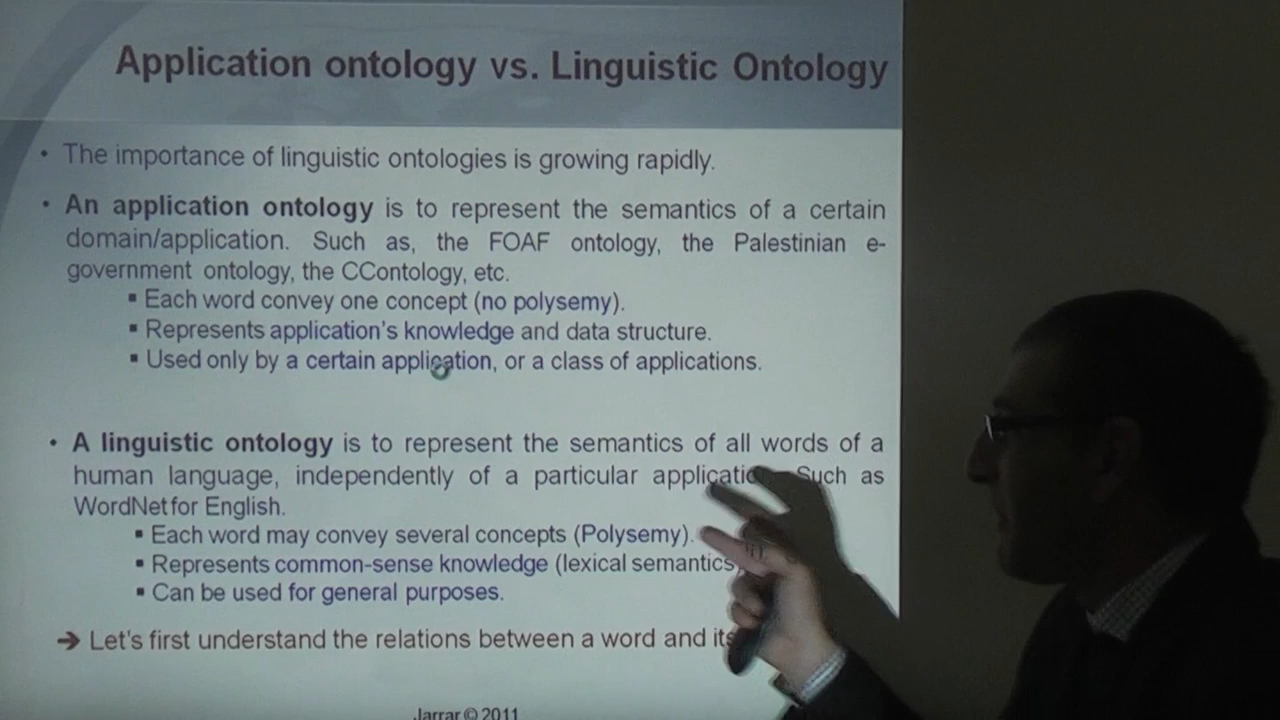 Application ontology vs. Linguistic Ontology
• The importance of linguistic ontologies is growing rapidly.
• An application ontology is to represent the semantics of a certain
domain/application. Such as, the FOAF ontology, the Palestinian e-
government ontology, the CContology, etc.
▪ Each word convey one concept (no polysemy).
▪ Represents application's knowledge and data structure.
▪ Used only by a certain application, or a class of applications.
• A linguistic ontology is to represent the semantics of all words of a
human language, independently of a particular Such as
WordNet for English.
▪ Each word may convey several concepts (Polysemy).
▪ Represents common-sense knowledge (lexical semantics
▪ Can be used for general purposes.
➔ Let's first understand the relations between a word and its
Jarrar © 2011